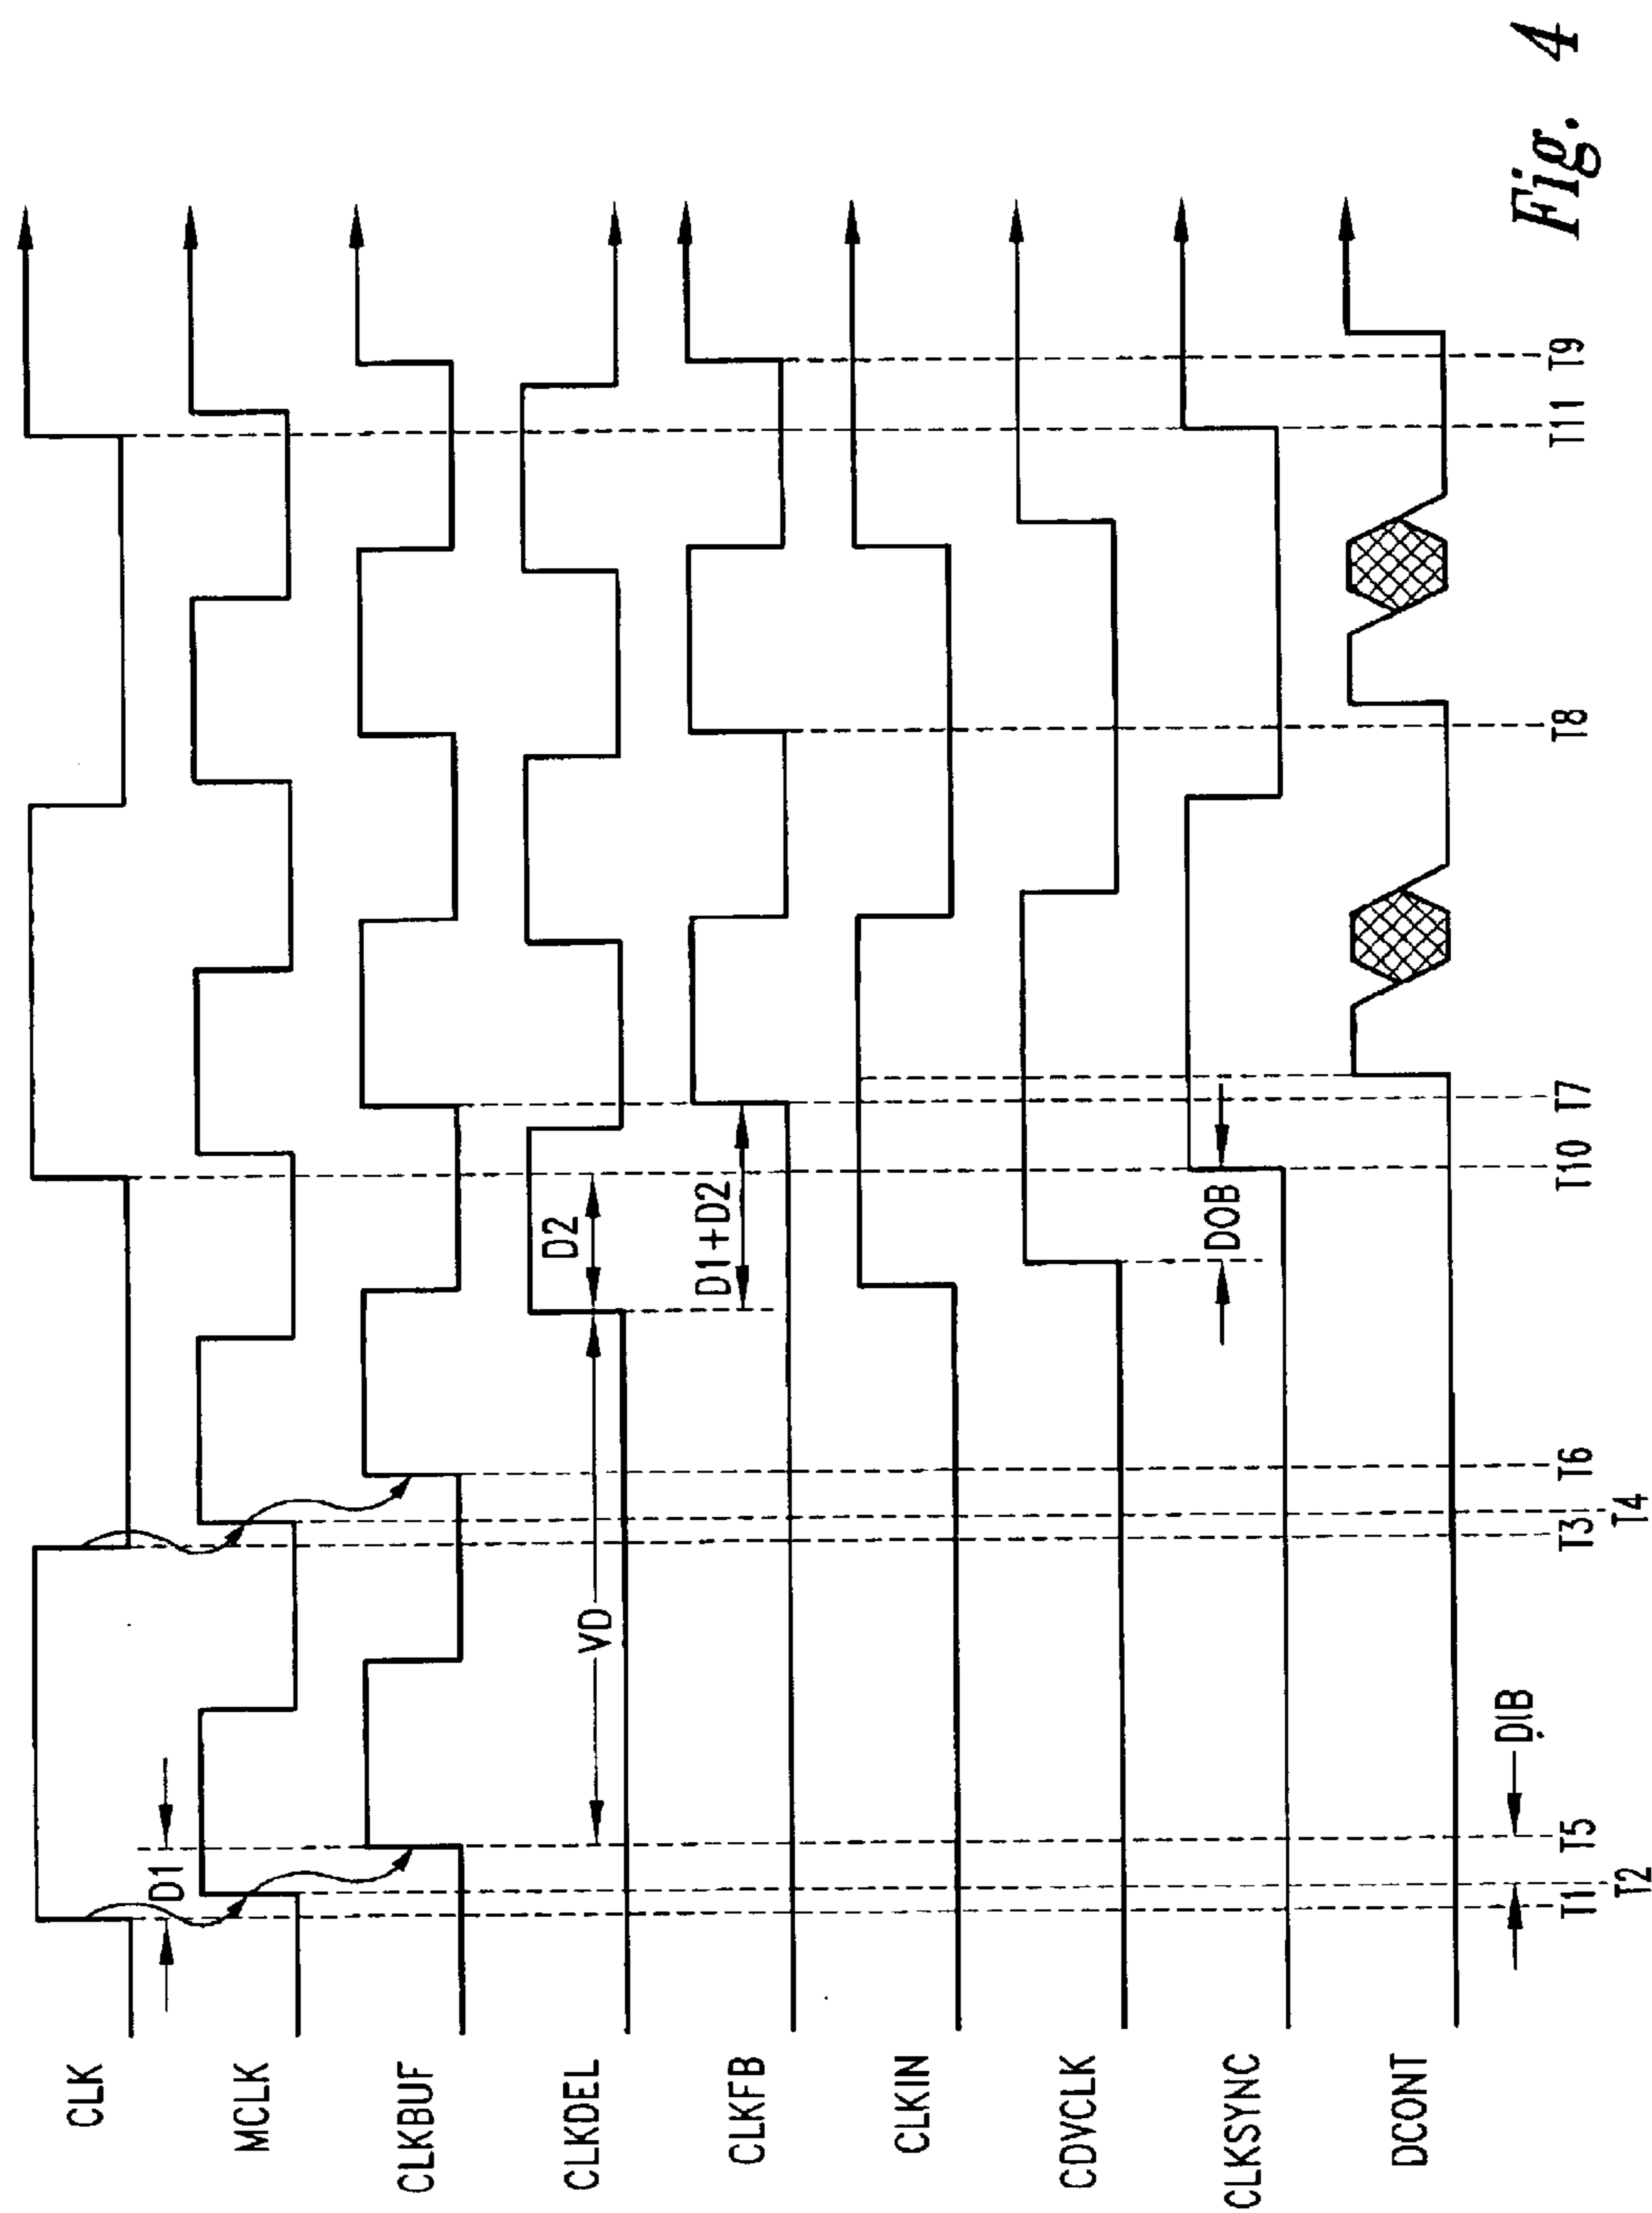 CLK
MCLK
CLKBUF
CLKDEL
CLKFB
CLKIN
CDVCLK
CLKSYNC
DCONT
D1
VD
D2
D1+D2
DOB
DIB
T1
T2
T5
T3
T4
T6
T10
T7
T8
T11
T9
Fig. 4